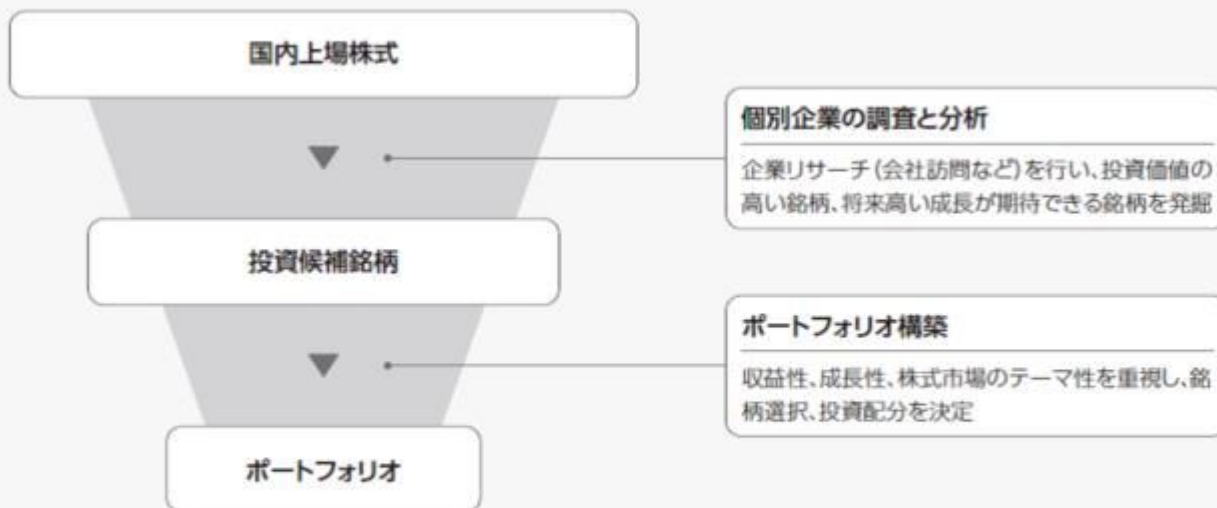 国内上場株式
▼
個別企業の調査と分析
企業リサーチ(会社訪問など)を行い、投資価値の
高い銘柄、将来高い成長が期待できる銘柄を発掘
投資候補銘柄
▼
ポートフォリオ構築
収益性、成長性、株式市場のテーマ性を重視し、銘
柄選択、投資配分を決定
ポートフォリオ